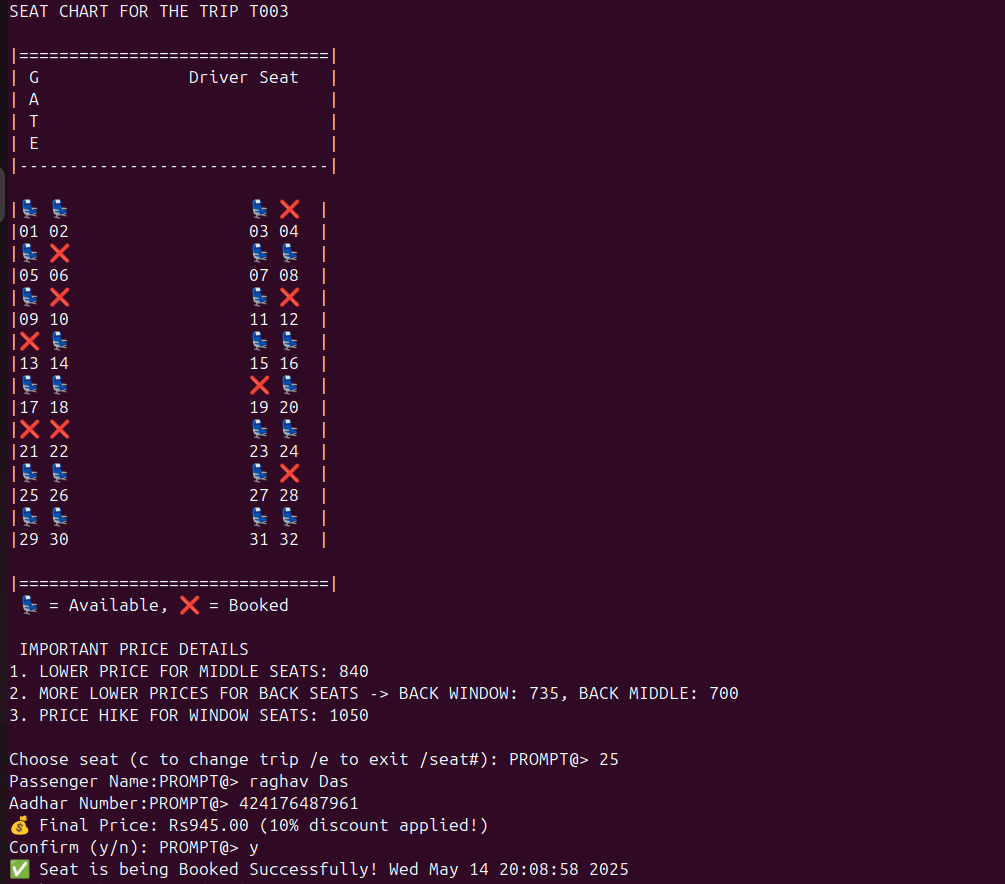 SEAT CHART FOR THE TRIP T003
|===============================|
| G Driver Seat |
| A |
| T |
| E |
|-------------------------------|
|💺 💺 💺 ❌ |
|01 02 03 04 |
|💺 ❌ 💺 💺 |
|05 06 07 08 |
|💺 ❌ 💺 ❌ |
|09 10 11 12 |
|❌ 💺 💺 💺 |
|13 14 15 16 |
|💺 💺 ❌ 💺 |
|17 18 19 20 |
|❌ ❌ 💺 💺 |
|21 22 23 24 |
|💺 💺 💺 ❌ |
|25 26 27 28 |
|💺 💺 💺 💺 |
|29 30 31 32 |
|===============================|
💺 = Available, ❌ = Booked
IMPORTANT PRICE DETAILS
1. LOWER PRICE FOR MIDDLE SEATS: 840
2. MORE LOWER PRICES FOR BACK SEATS -> BACK WINDOW: 735, BACK MIDDLE: 700
3. PRICE HIKE FOR WINDOW SEATS: 1050
Choose seat (c to change trip /e to exit /seat#): PROMPT@> 25
Passenger Name:PROMPT@> raghav Das
Aadhar Number:PROMPT@> 424176487961
💰 Final Price: Rs945.00 (10% discount applied!)
Confirm (y/n): PROMPT@> y
✅ Seat is being Booked Successfully! Wed May 14 20:08:58 2025